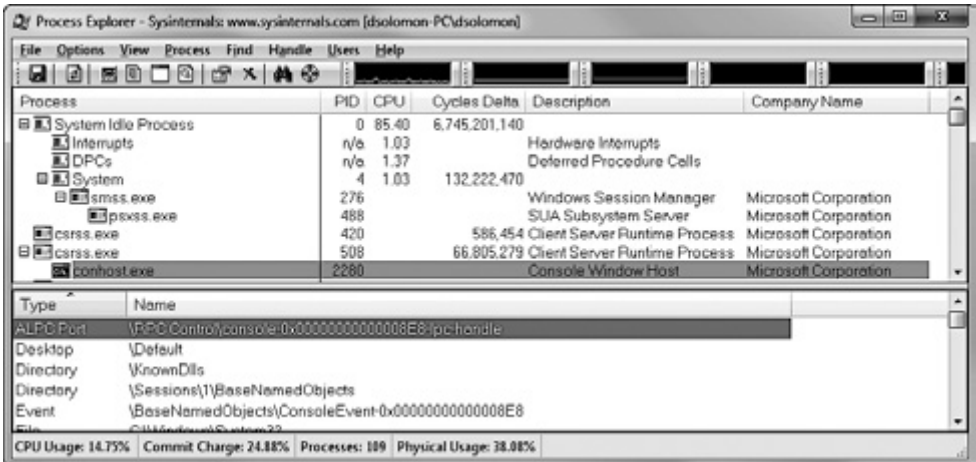 Process Explorer - Sysinternals: www.sysinternals.com [dsolomon-PC\dsolomon]
File Options View Process Find Handle Users Help
Process PID CPU Cycles Delta Description Company Name
System Idle Process 0 85.40 6,745,201,140
Interrupts n/a 1.03 Hardware Interrupts
DPCs n/a 1.37 Deferred Procedure Calls
System 4 1.03 132,222,470
smss.exe 276 Windows Session Manager Microsoft Corporation
psxss.exe 488 SUA Subsystem Server Microsoft Corporation
csrss.exe 420 586,454 Client Server Runtime Process Microsoft Corporation
csrss.exe 508 66,805,279 Client Server Runtime Process Microsoft Corporation
conhost.exe 2280 Console Window Host Microsoft Corporation
Type Name
ALPC Port \RPC Control\console-0x00000000000008E8-lpc-handle
Desktop \Default
Directory \KnownDlls
Directory \Sessions\1\BaseNamedObjects
Event \BaseNamedObjects\ConsoleEvent-0x00000000000008E8
File C:\Windows\System32
CPU Usage: 14.75% Commit Charge: 24.88% Processes: 109 Physical Usage: 38.08%